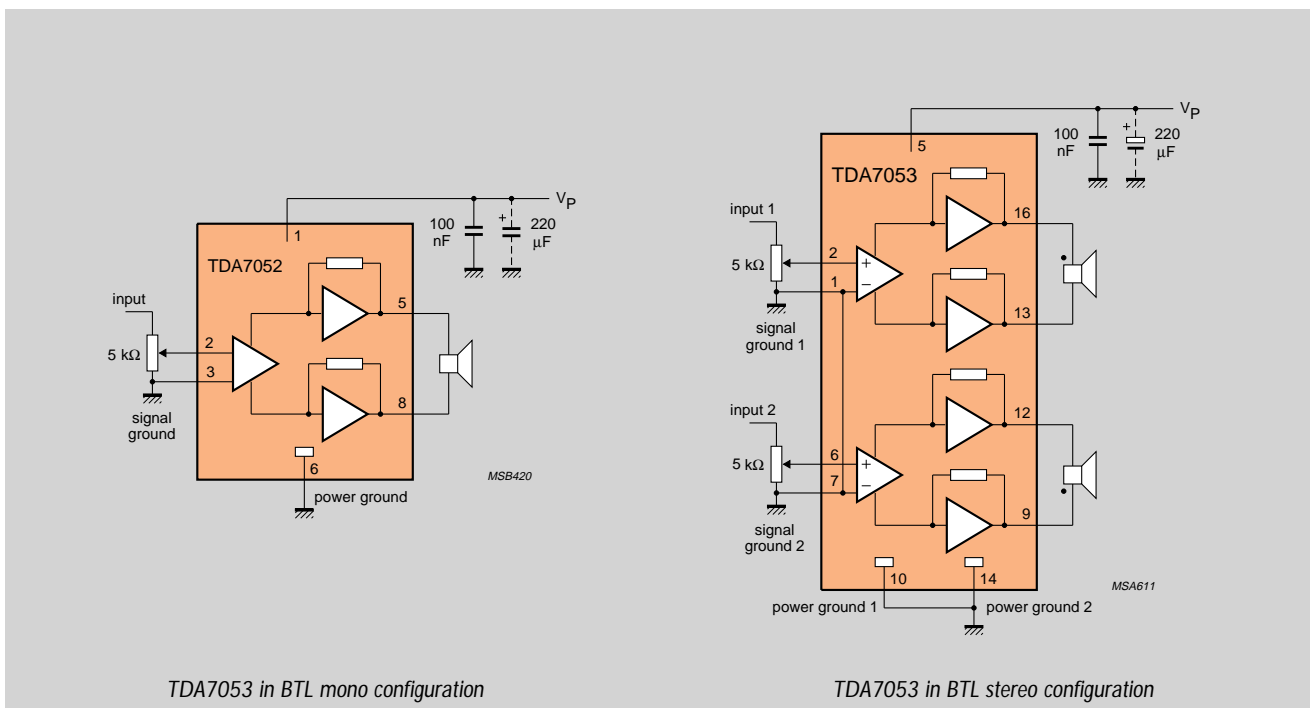 V_P
100
nF
+
220
μF
1
TDA7052
input
5 kΩ
2
3
signal
ground
5
8
6
power ground
MSB420
TDA7053 in BTL mono configuration
V_P
100
nF
+
220
μF
5
TDA7053
input 1
5 kΩ
2
+
1
−
signal
ground 1
16
13
input 2
5 kΩ
6
+
7
−
signal
ground 2
12
9
10
14
power ground 1
power ground 2
MSA611
TDA7053 in BTL stereo configuration